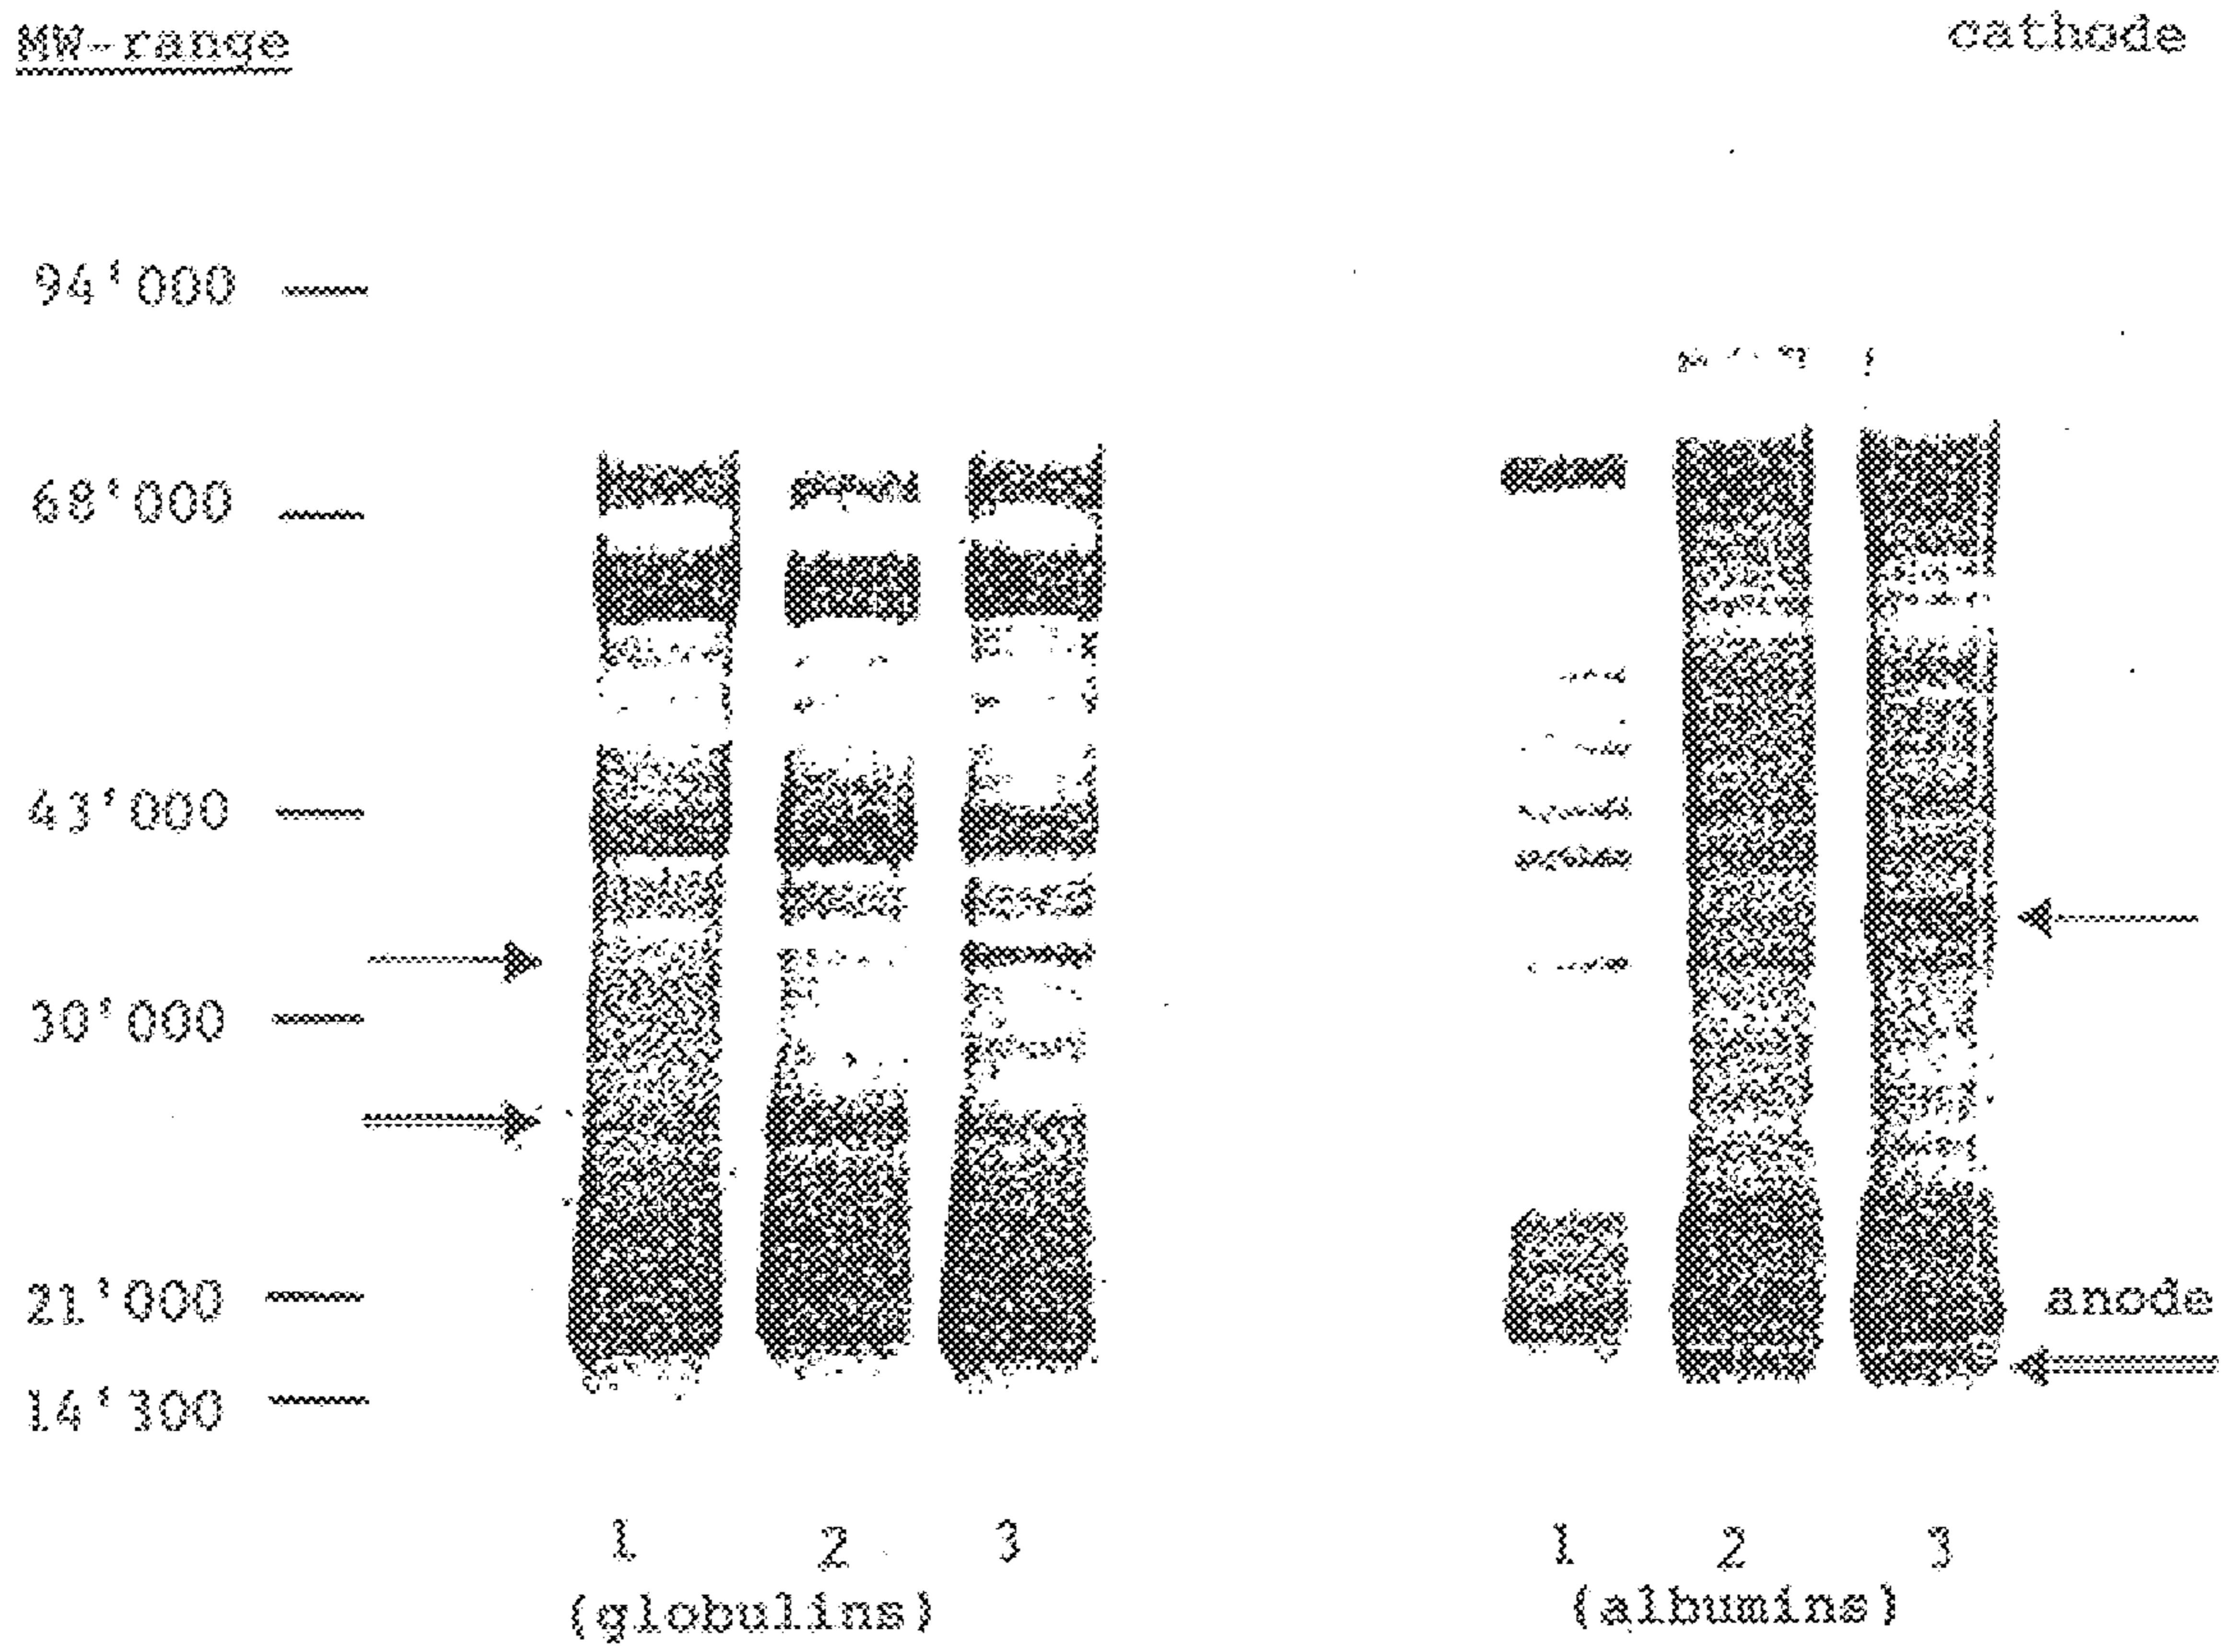 MW-range
cathode
94'000
68'000
43'000
30'000
21'000
anode
14'300
1 2 3
1 2 3
(globulins)
(albumins)